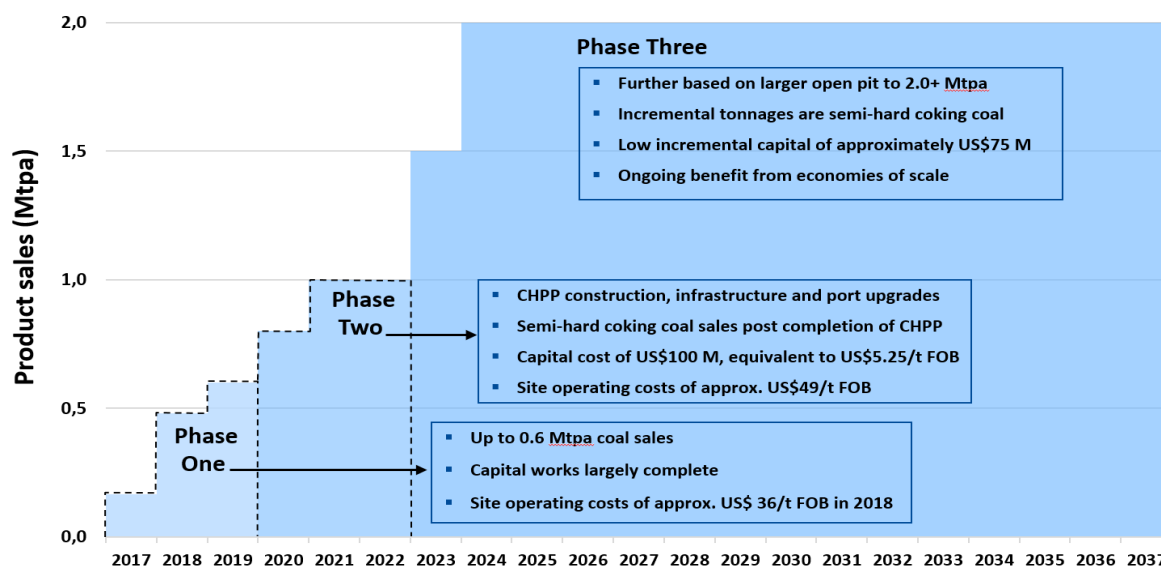 Product sales (Mtpa)
2,0
1,5
1,0
0,5
0,0
Phase Three
▪ Further based on larger open pit to 2.0+ Mtpa
▪ Incremental tonnages are semi-hard coking coal
▪ Low incremental capital of approximately US$75 M
▪ Ongoing benefit from economies of scale
Phase
Two
▪ CHPP construction, infrastructure and port upgrades
▪ Semi-hard coking coal sales post completion of CHPP
▪ Capital cost of US$100 M, equivalent to US$5.25/t FOB
▪ Site operating costs of approx. US$49/t FOB
Phase
One
▪ Up to 0.6 Mtpa coal sales
▪ Capital works largely complete
▪ Site operating costs of approx. US$ 36/t FOB in 2018
2017 2018 2019 2020 2021 2022 2023 2024 2025 2026 2027 2028 2029 2030 2031 2032 2033 2034 2035 2036 2037